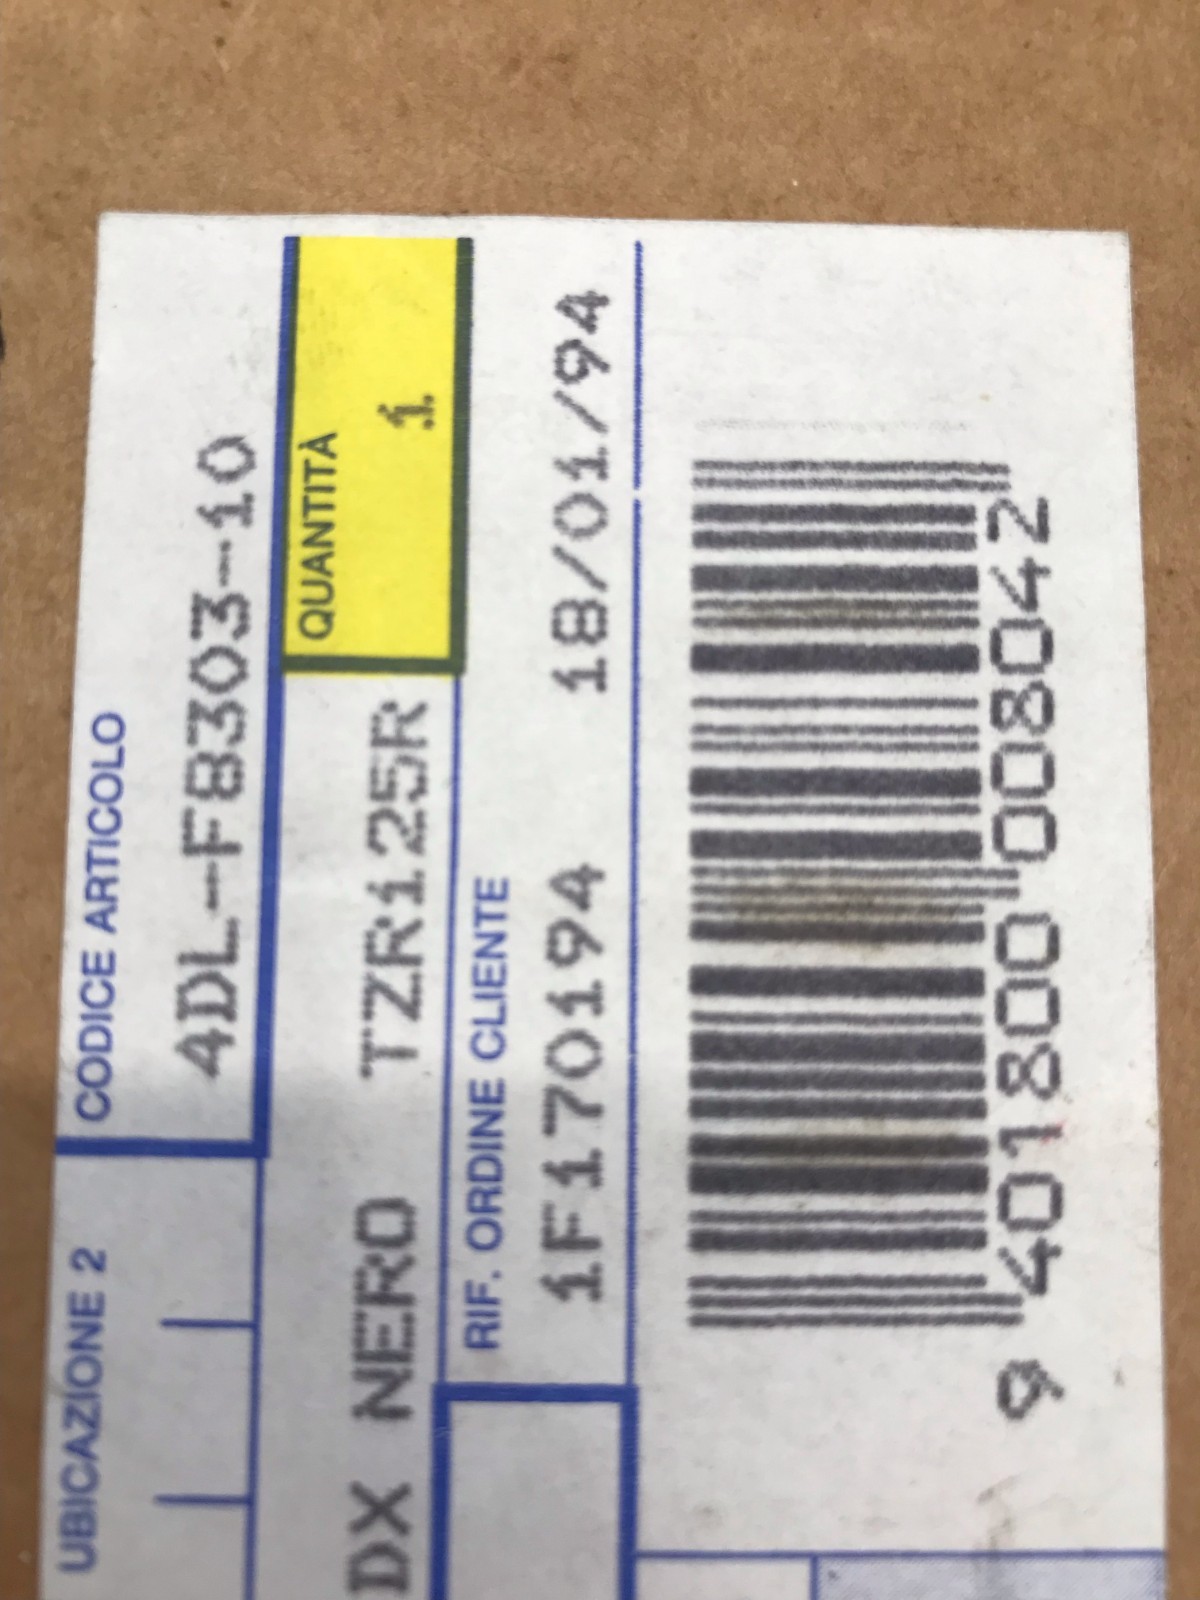 UBICAZIONE 2
CODICE ARTICOLO
4DL-F8303-10
DX NERO TZR125R
QUANTITÀ
1
RIF. ORDINE CLIENTE
1F170194 18/01/94
9 401800 008042